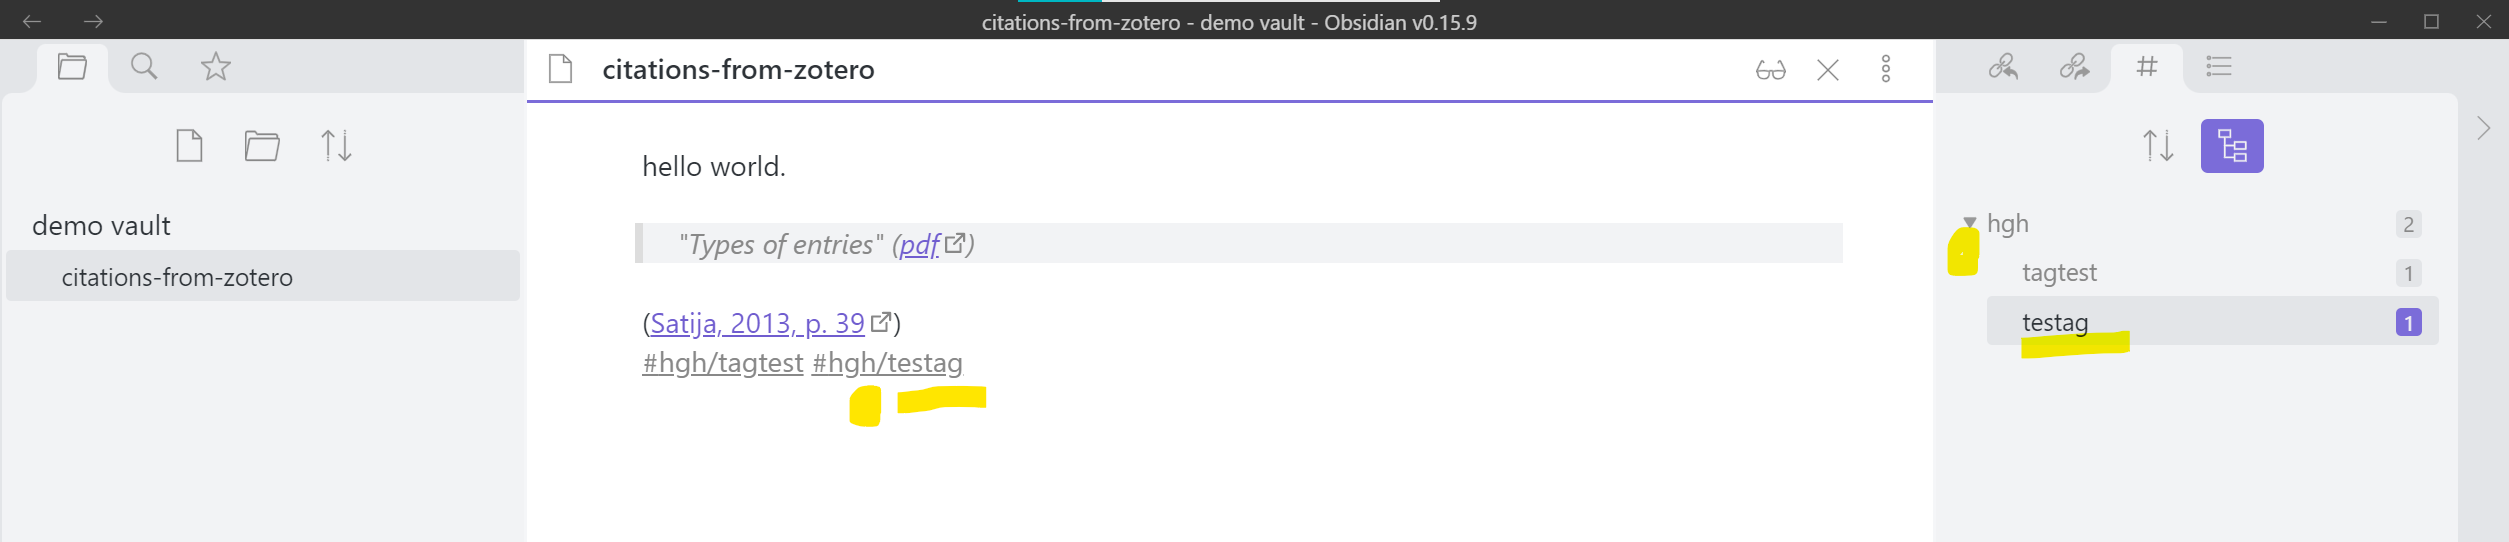 citations-from-zotero - demo vault - Obsidian v0.15.9
citations-from-zotero
demo vault
citations-from-zotero
hello world.
"Types of entries" (pdf)
(Satija, 2013, p. 39)
#hgh/tagtest #hgh/testag
hgh 2
tagtest 1
testag 1